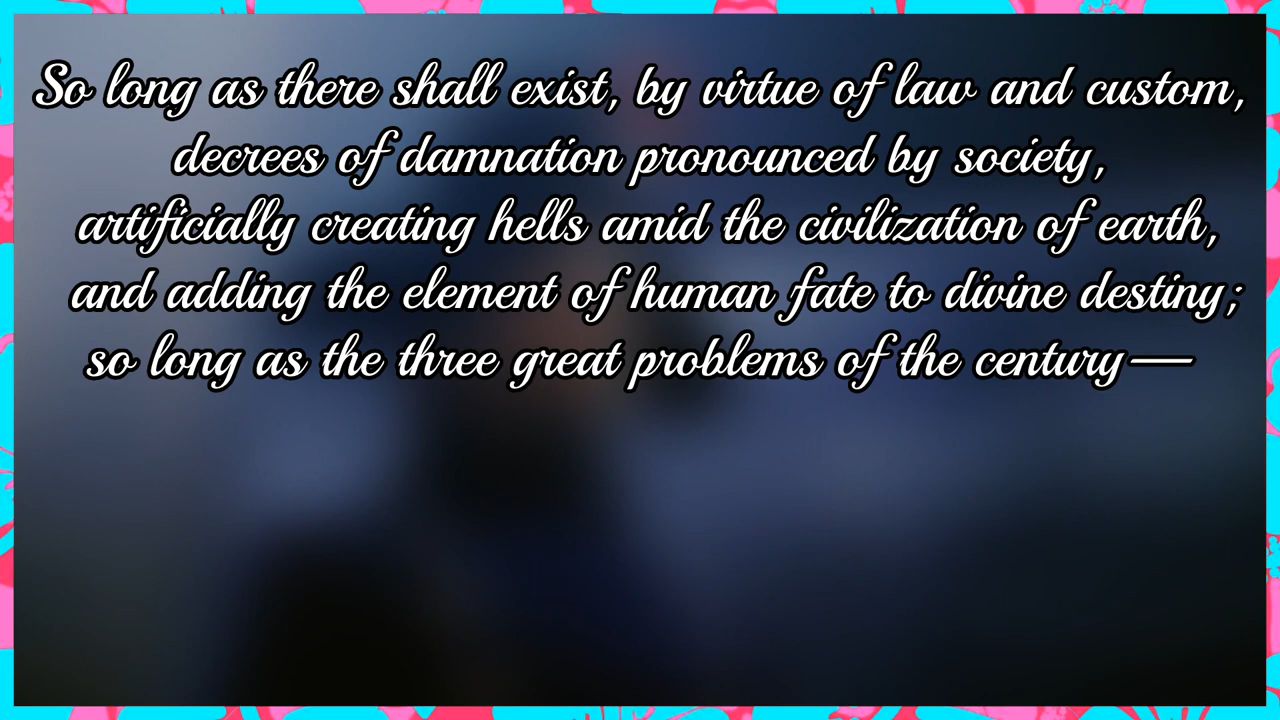 So long as there shall exist, by virtue of law and custom,
decrees of damnation pronounced by society,
artificially creating hells amid the civilization of earth,
and adding the element of human fate to divine destiny;
so long as the three great problems of the century—